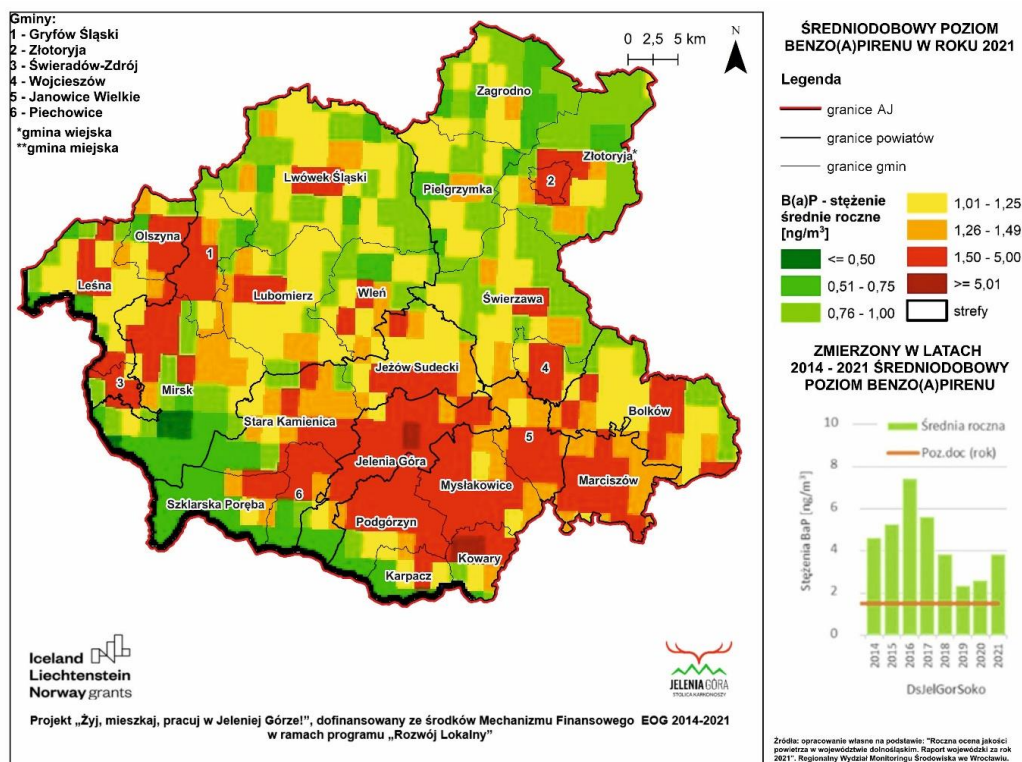 Gminy:
1 - Gryfów Śląski
2 - Złotoryja
3 - Świeradów-Zdrój
4 - Wojcieszów
5 - Janowice Wielkie
6 - Piechowice
*gmina wiejska
**gmina miejska
0 2,5 5 km
N
Zagrodno
Złotoryja*
Lwówek Śląski
Pielgrzymka
2
Olszyna
1
Leśna
Lubomierz
Wleń
Świerzawa
Jeżów Sudecki
4
3
Mirsk
Bolków
Stara Kamienica
5
Jelenia Góra
Mysłakowice
Marciszów
6
Szklarska Poręba
Podgórzyn
Kowary
Karpacz
Iceland
Liechtenstein
Norway grants
JELENIA GÓRA
STOLICA KARKONOSZY
Projekt „Żyj, mieszkaj, pracuj w Jeleniej Górze!”, dofinansowany ze środków Mechanizmu Finansowego EOG 2014-2021
w ramach programu „Rozwój Lokalny”
ŚREDNIODOBOWY POZIOM
BENZO(A)PIRENU W ROKU 2021
Legenda
granice AJ
granice powiatów
granice gmin
B(a)P - stężenie
średnie roczne
[ng/m³]
<= 0,50
0,51 - 0,75
0,76 - 1,00
1,01 - 1,25
1,26 - 1,49
1,50 - 5,00
>= 5,01
strefy
ZMIERZONY W LATACH
2014 - 2021 ŚREDNIODOBOWY
POZIOM BENZO(A)PIRENU
Średnia roczna
Poz.doc (rok)
Stężenia BaP [ng/m³]
10
8
6
4
2
0
2014
2015
2016
2017
2018
2019
2020
2021
DsJelGorSoko
Źródła: opracowanie własne na podstawie: "Roczna ocena jakości
powietrza w województwie dolnośląskim. Raport wojewódzki za rok
2021". Regionalny Wydział Monitoringu Środowiska we Wrocławiu.